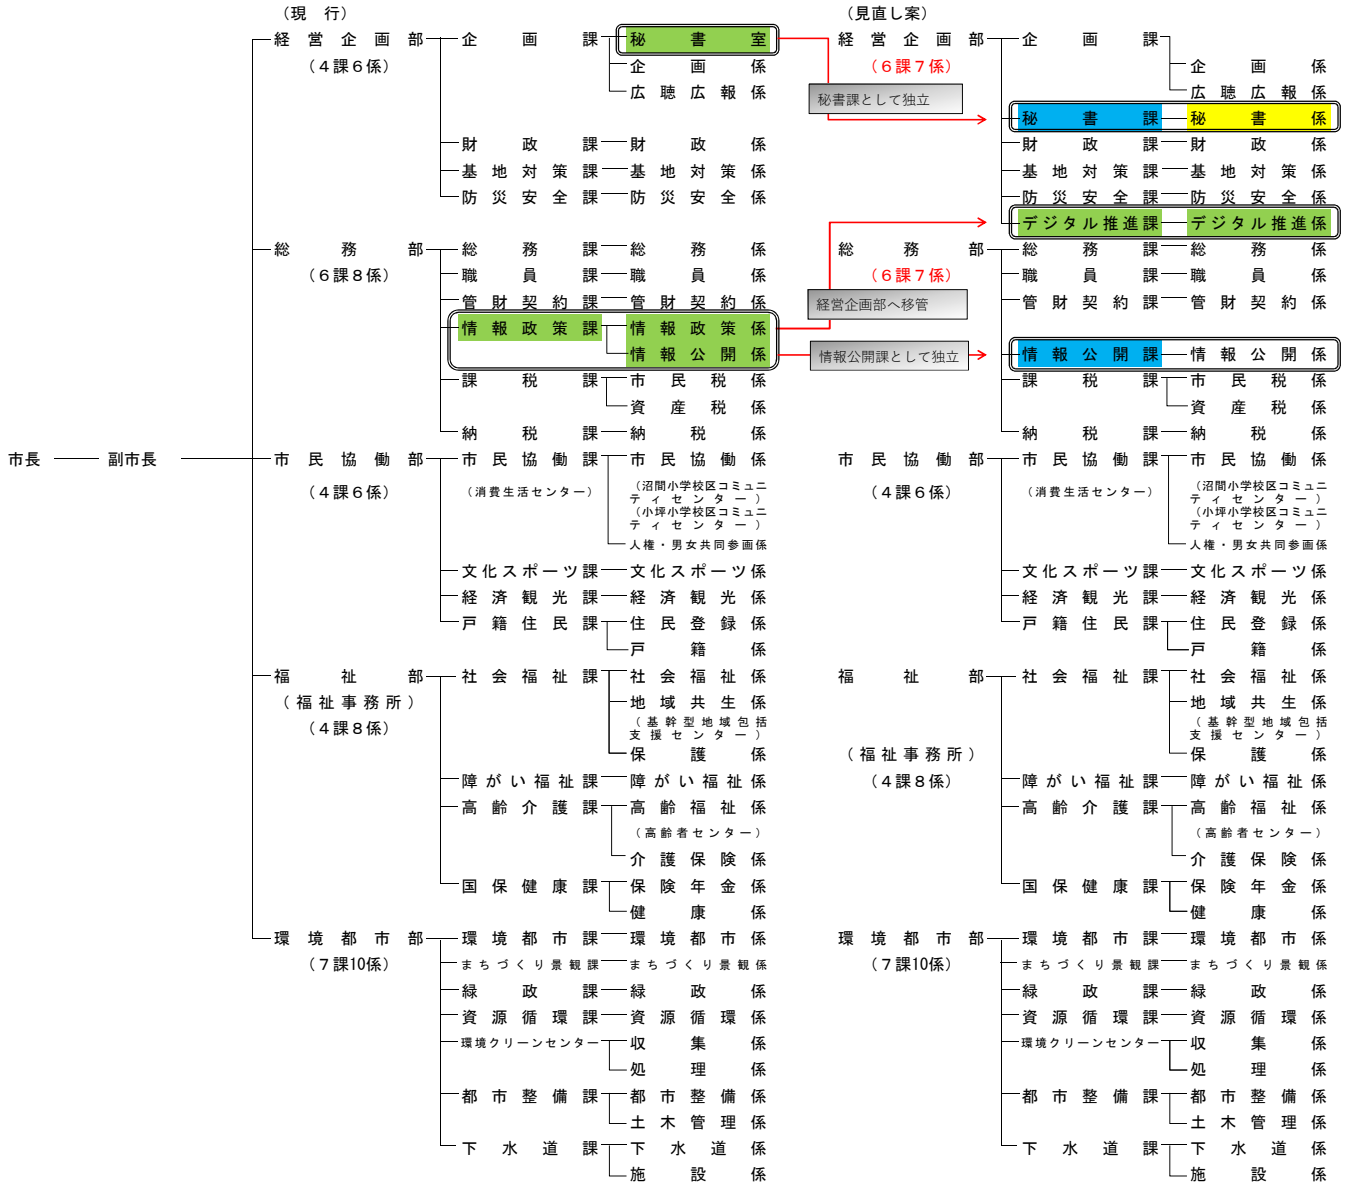 （現　行）　（見直し案）
経営企画部　企画課　秘書室　経営企画部　企画課
（４課６係）　企画係　（６課７係）　企画係
広聴広報係　広聴広報係
秘書課として独立
秘書課　秘書係
財政課　財政係　財政課　財政係
基地対策課　基地対策係　基地対策課　基地対策係
防災安全課　防災安全係　防災安全課　防災安全係
デジタル推進課　デジタル推進係
総務部　総務課　総務係　総務部　総務課　総務係
（６課８係）　職員課　職員係　（６課７係）　職員課　職員係
管財契約課　管財契約係　経営企画部へ移管　管財契約課　管財契約係
情報政策課　情報政策係
情報公開係　情報公開課として独立　情報公開課　情報公開係
課税課　市民税係　課税課　市民税係
資産税係　資産税係
納税課　納税係　納税課　納税係
市長　副市長　市民協働部　市民協働課　市民協働係　市民協働部　市民協働課　市民協働係
（４課６係）　（消費生活センター）　（沼間小学校区コミュニ　（４課６係）　（消費生活センター）　（沼間小学校区コミュニ
ティセンター）　ティセンター）
（小坪小学校区コミュニ　（小坪小学校区コミュニ
ティセンター）　ティセンター）
人権・男女共同参画係　人権・男女共同参画係
文化スポーツ課　文化スポーツ係　文化スポーツ課　文化スポーツ係
経済観光課　経済観光係　経済観光課　経済観光係
戸籍住民課　住民登録係　戸籍住民課　住民登録係
戸籍係　戸籍係
福祉部　社会福祉課　社会福祉係　福祉部　社会福祉課　社会福祉係
（福祉事務所）　地域共生係　地域共生係
（４課８係）　（基幹型地域包括　（基幹型地域包括
支援センター）　支援センター）
保護係　（福祉事務所）　保護係
障がい福祉課　障がい福祉係　（４課８係）　障がい福祉課　障がい福祉係
高齢介護課　高齢福祉係　高齢介護課　高齢福祉係
（高齢者センター）　（高齢者センター）
介護保険係　介護保険係
国保健康課　保険年金係　国保健康課　保険年金係
健康係　健康係
環境都市部　環境都市課　環境都市係　環境都市部　環境都市課　環境都市係
（７課10係）　まちづくり景観課　まちづくり景観係　（７課10係）　まちづくり景観課　まちづくり景観係
緑政課　緑政係　緑政課　緑政係
資源循環課　資源循環係　資源循環課　資源循環係
環境クリーンセンター　収集係　環境クリーンセンター　収集係
処理係　処理係
都市整備課　都市整備係　都市整備課　都市整備係
土木管理係　土木管理係
下水道課　下水道係　下水道課　下水道係
施設係　施設係